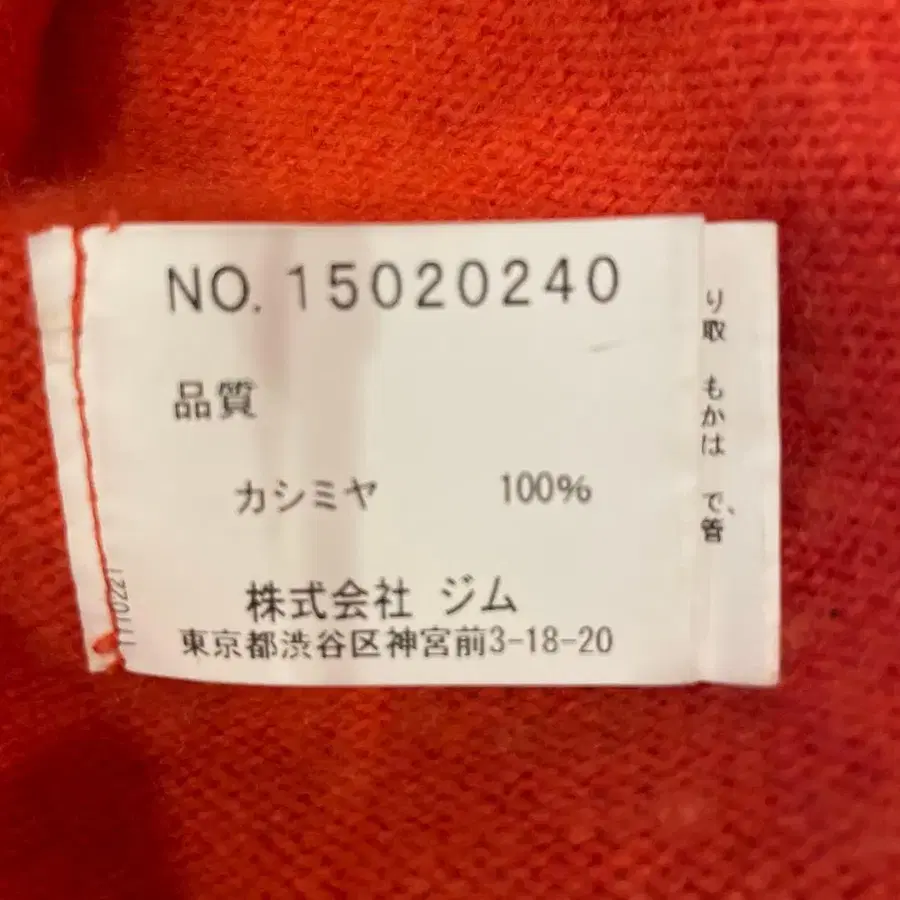 NO. 15020240
品質
カシミヤ 100%
株式会社 ジム
東京都渋谷区神宮前3-18-20
り取
もかは
で、管